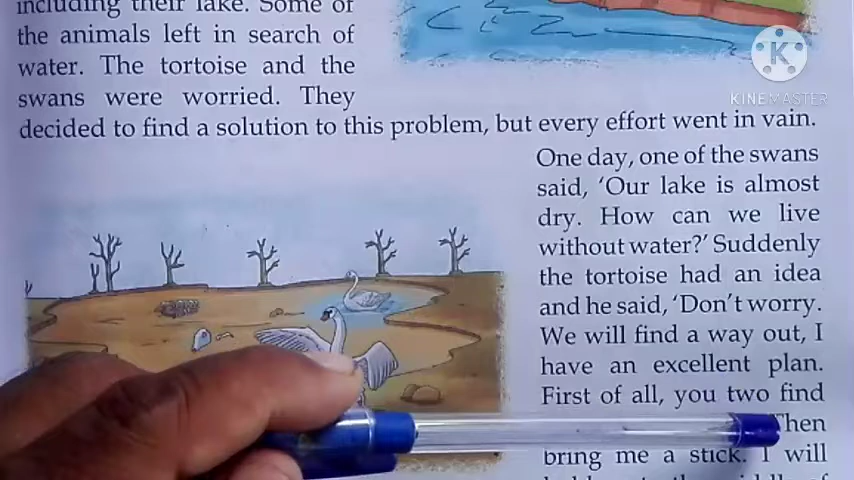 including their lake. Some of
the animals left in search of
water. The tortoise and the
swans were worried. They
decided to find a solution to this problem, but every effort went in vain.
One day, one of the swans
said, ‘Our lake is almost
dry. How can we live
without water?’ Suddenly
the tortoise had an idea
and he said, ‘Don’t worry.
We will find a way out, I
have an excellent plan.
First of all, you two find
Then
bring me a stick. I will
KINEMASTER